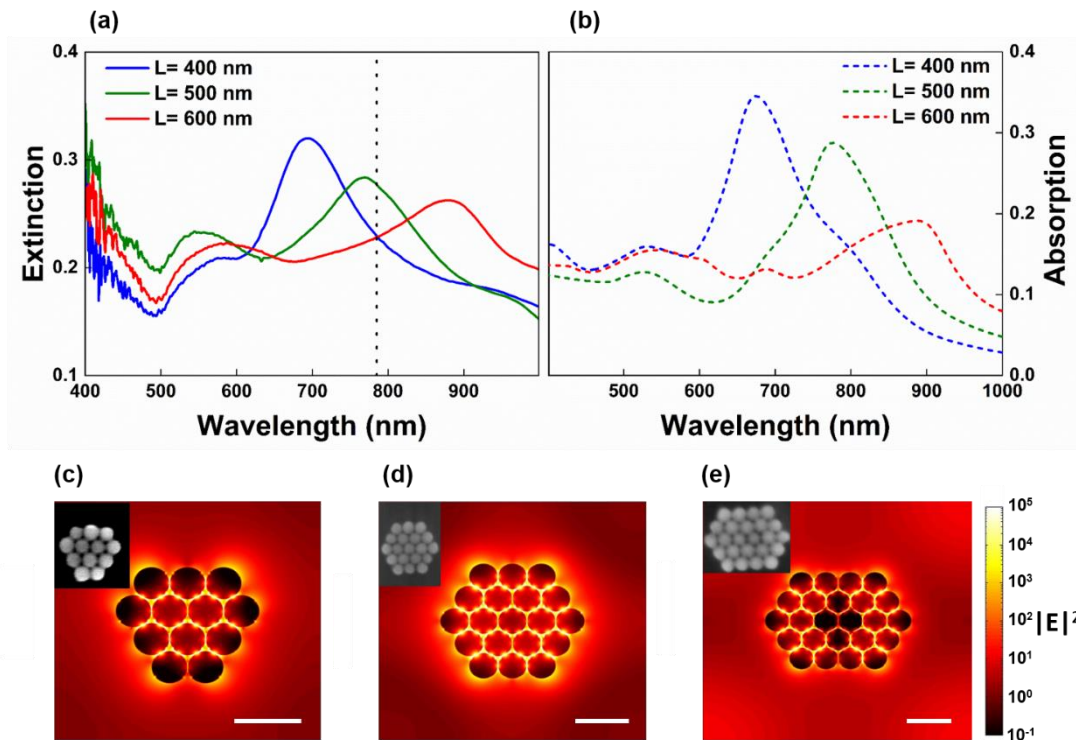 (a)
(b)
0.4
0.3
0.2
0.1
Extinction
L= 400 nm
L= 500 nm
L= 600 nm
400
500
600
700
800
900
Wavelength (nm)
L= 400 nm
L= 500 nm
L= 600 nm
0.4
0.3
0.2
0.1
0.0
Absorption
500
600
700
800
900
1000
Wavelength (nm)
(c)
(d)
(e)
10⁵
10⁴
10³
10²
10¹
10⁰
10⁻¹
|E|²